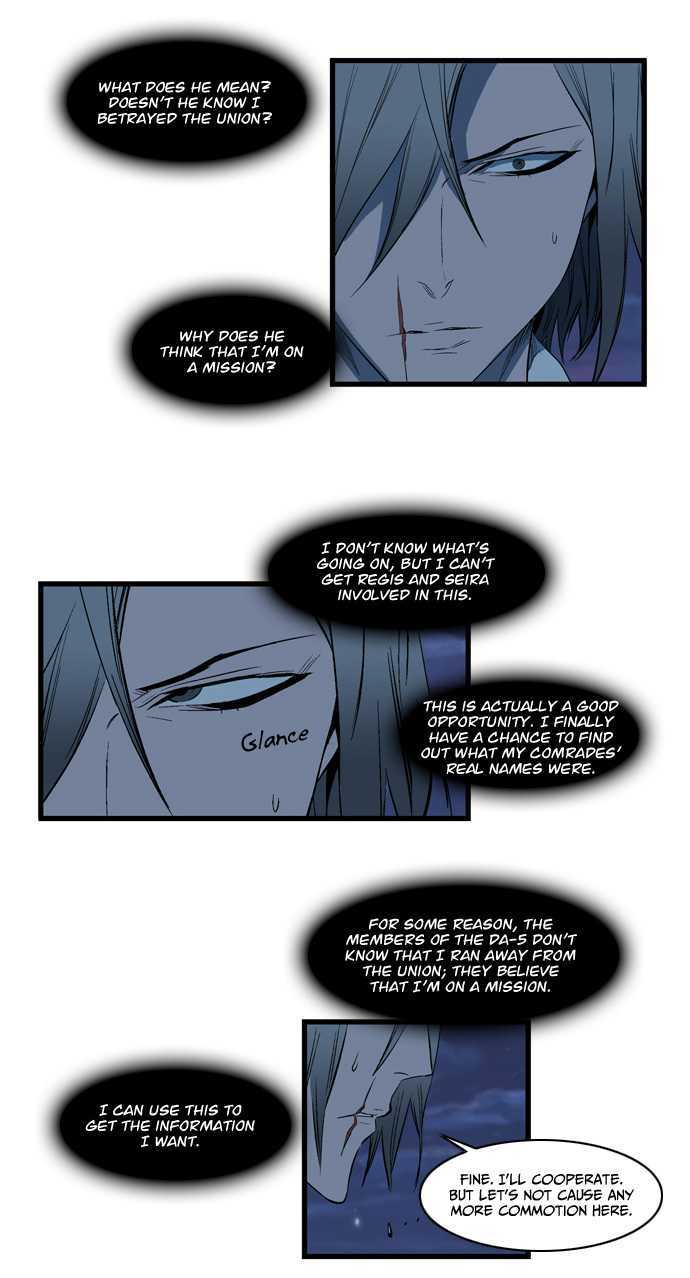 WHAT DOES HE MEAN?
DOESN'T HE KNOW I
BETRAYED THE UNION?
WHY DOES HE
THINK THAT I'M ON
A MISSION?
I DON'T KNOW WHAT'S
GOING ON, BUT I CAN'T
GET REGIS AND SEIRA
INVOLVED IN THIS.
Glance
THIS IS ACTUALLY A GOOD
OPPORTUNITY. I FINALLY
HAVE A CHANCE TO FIND
OUT WHAT MY COMRADES'
REAL NAMES WERE.
FOR SOME REASON, THE
MEMBERS OF THE DA-5 DON'T
KNOW THAT I RAN AWAY FROM
THE UNION; THEY BELIEVE
THAT I'M ON A MISSION.
I CAN USE THIS TO
GET THE INFORMATION
I WANT.
FINE. I'LL COOPERATE.
BUT LET'S NOT CAUSE ANY
MORE COMMOTION HERE.